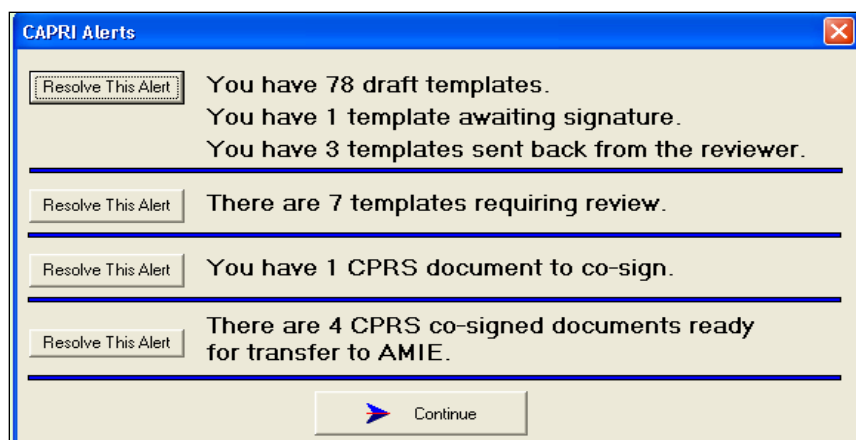 CAPRI Alerts
Resolve This Alert
You have 78 draft templates.
You have 1 template awaiting signature.
You have 3 templates sent back from the reviewer.
Resolve This Alert
There are 7 templates requiring review.
Resolve This Alert
You have 1 CPRS document to co-sign.
Resolve This Alert
There are 4 CPRS co-signed documents ready
for transfer to AMIE.
Continue